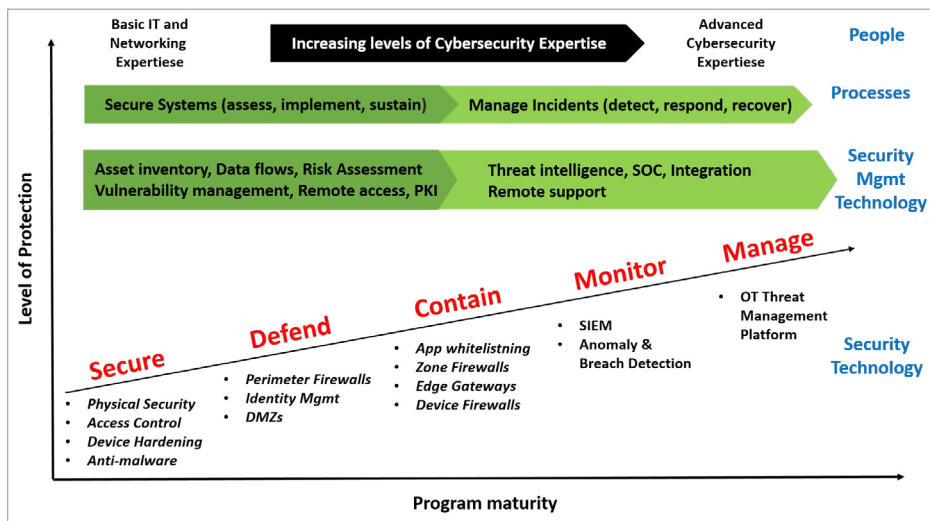 Basic IT and
Networking
Expertiese
Increasing levels of Cybersecurity Expertise
Advanced
Cybersecurity
Expertiese
People
Secure Systems (assess, implement, sustain)
Manage Incidents (detect, respond, recover)
Processes
Asset inventory, Data flows, Risk Assessment
Vulnerability management, Remote access, PKI
Threat intelligence, SOC, Integration
Remote support
Security
Mgmt
Technology
Level of Protection
Secure
Defend
Contain
Monitor
Manage
• Physical Security
• Access Control
• Device Hardening
• Anti-malware
• Perimeter Firewalls
• Identity Mgmt
• DMZs
• App whitelistning
• Zone Firewalls
• Edge Gateways
• Device Firewalls
• SIEM
• Anomaly &
Breach Detection
• OT Threat
Management
Platform
Security
Technology
Program maturity